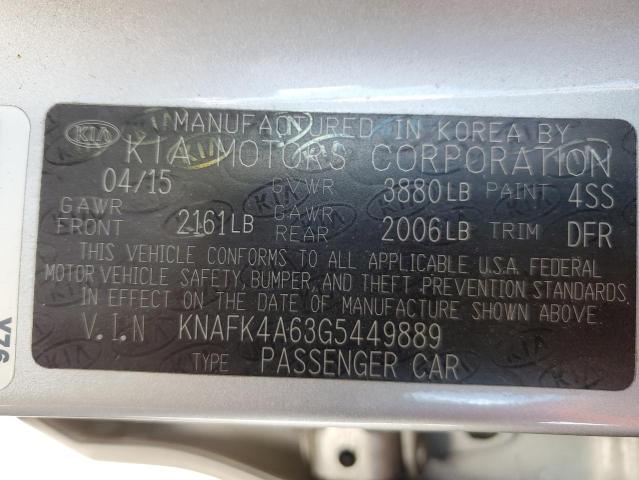 KIA
MANUFACTURED IN KOREA BY
KIA MOTORS CORPORATION
04/15 GVWR 3880LB PAINT 4SS
GAWR FRONT 2161LB GAWR REAR 2006LB TRIM DFR
THIS VEHICLE CONFORMS TO ALL APPLICABLE U.S.A. FEDERAL
MOTOR VEHICLE SAFETY, BUMPER, AND THEFT PREVENTION STANDARDS
IN EFFECT ON THE DATE OF MANUFACTURE SHOWN ABOVE.
V.I.N KNAFK4A63G5449889
TYPE PASSENGER CAR